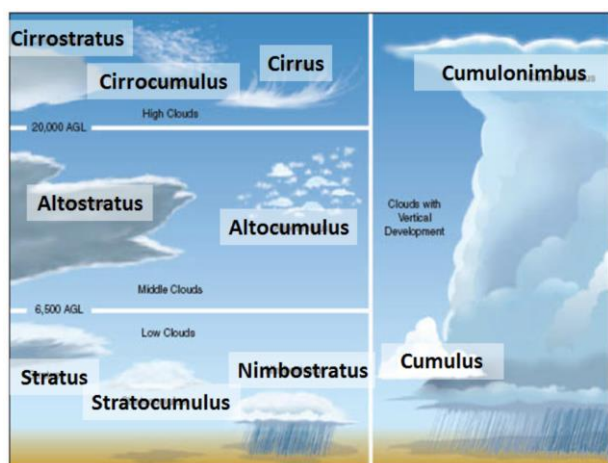 Cirrostratus
Cirrus
Cirrocumulus
High Clouds
20,000 AGL
Altostratus
Altocumulus
Middle Clouds
6,500 AGL
Low Clouds
Stratus
Nimbostratus
Stratocumulus
Cumulonimbus
Clouds with
Vertical
Development
Cumulus